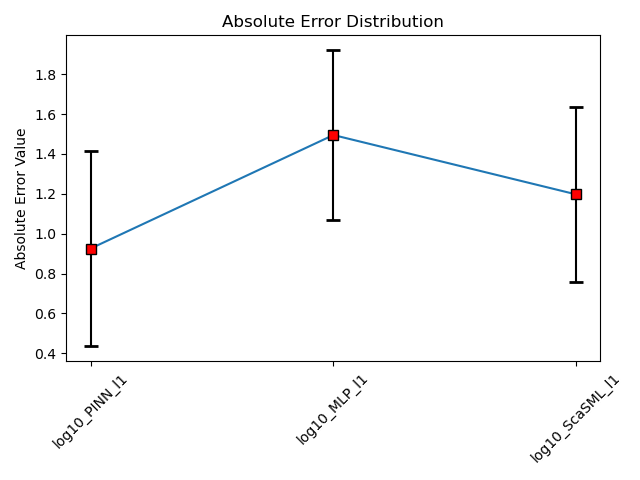 Absolute Error Distribution
Absolute Error Value
1.8
1.6
1.4
1.2
1.0
0.8
0.6
0.4
log10_PINN_l1
log10_MLP_l1
log10_ScaSML_l1